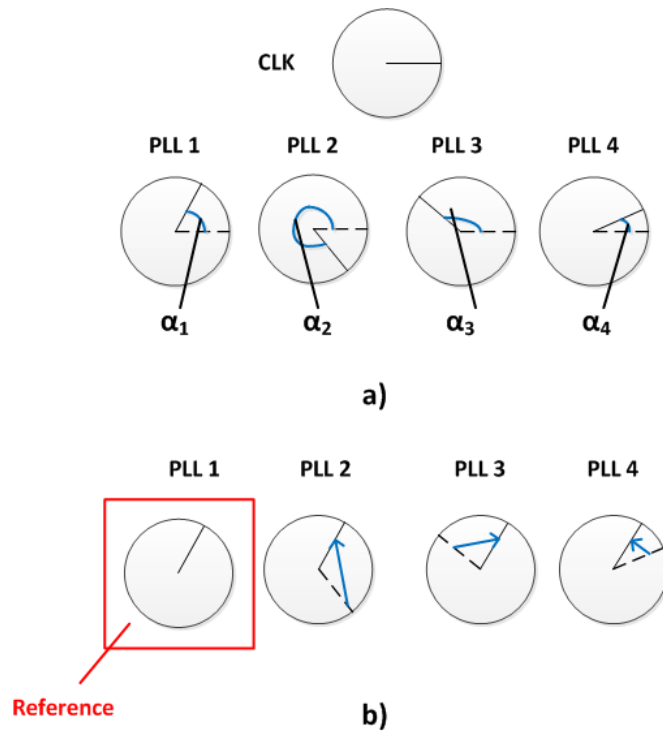 CLK
PLL 1 PLL 2 PLL 3 PLL 4
α1 α2 α3 α4
a)
PLL 1 PLL 2 PLL 3 PLL 4
Reference
b)